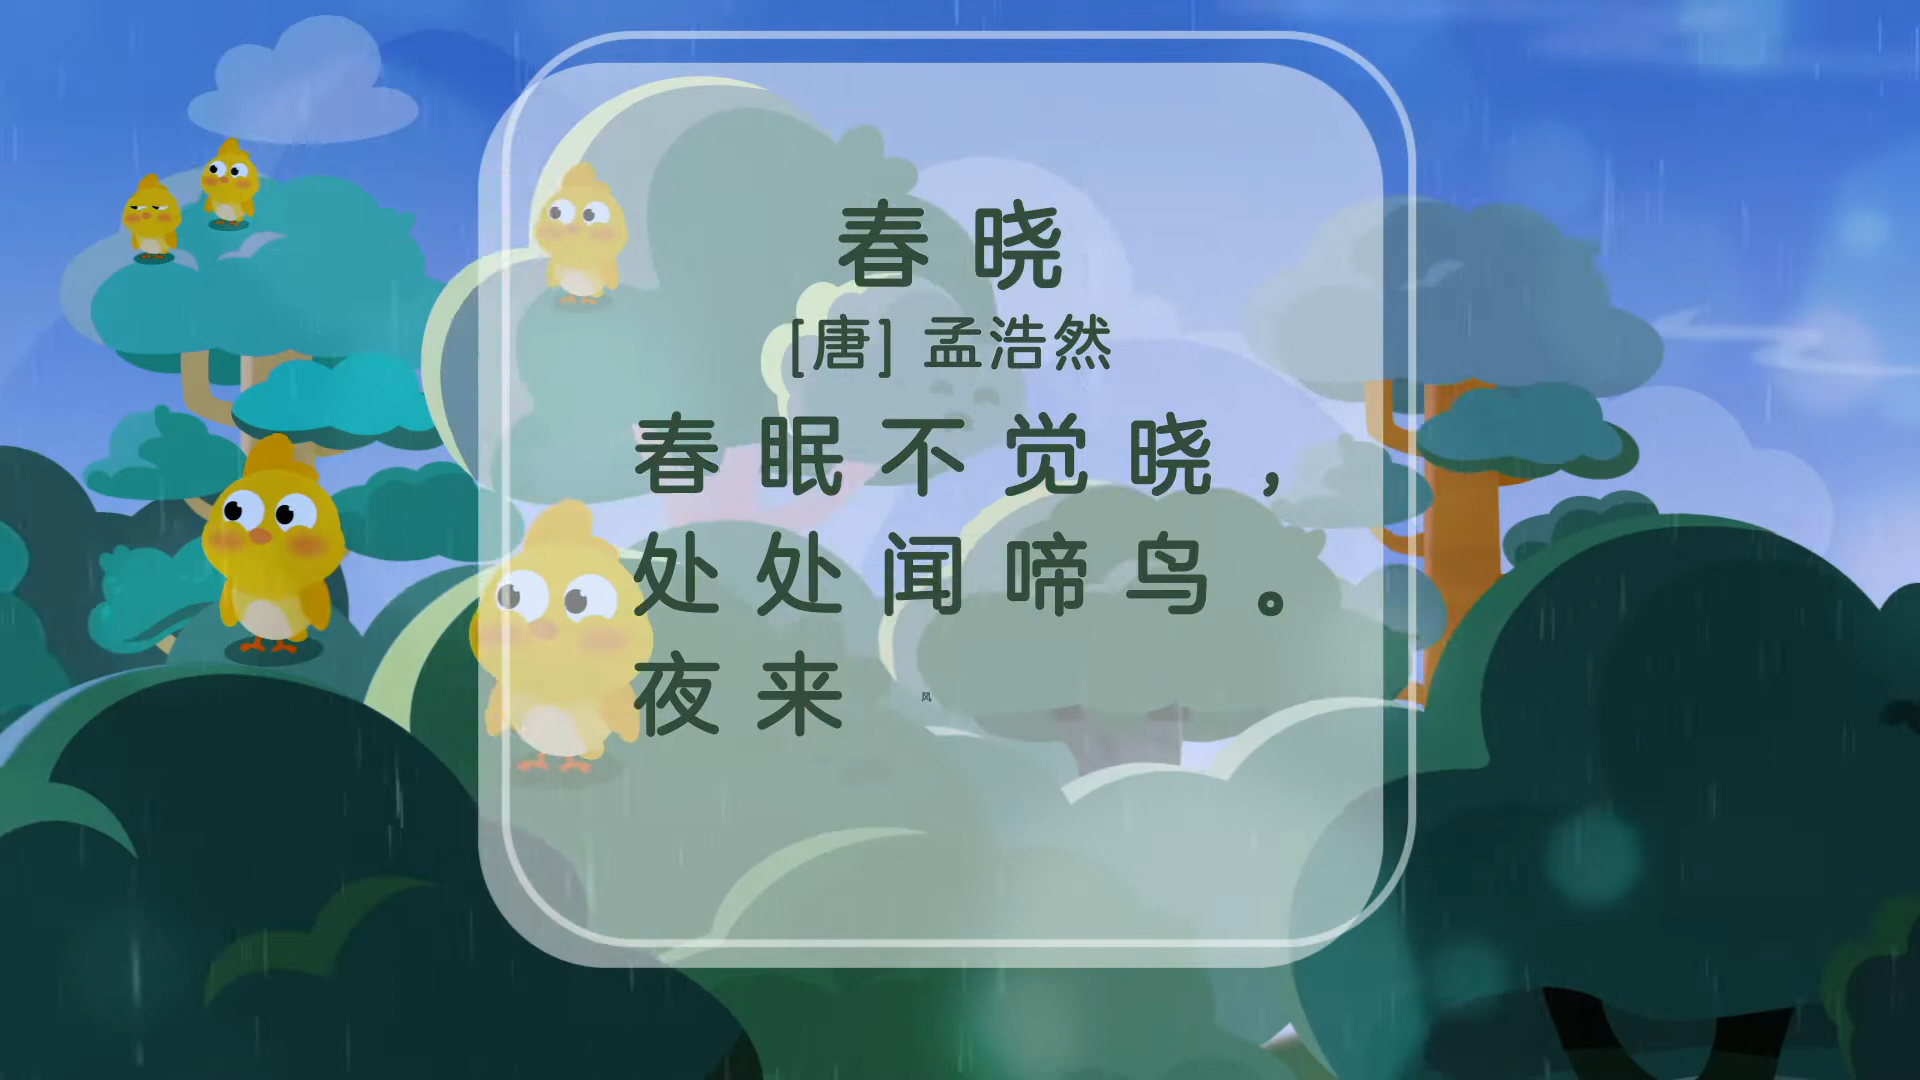 春晓
[唐] 孟浩然
春眠不觉晓，
处处闻啼鸟。
夜来风